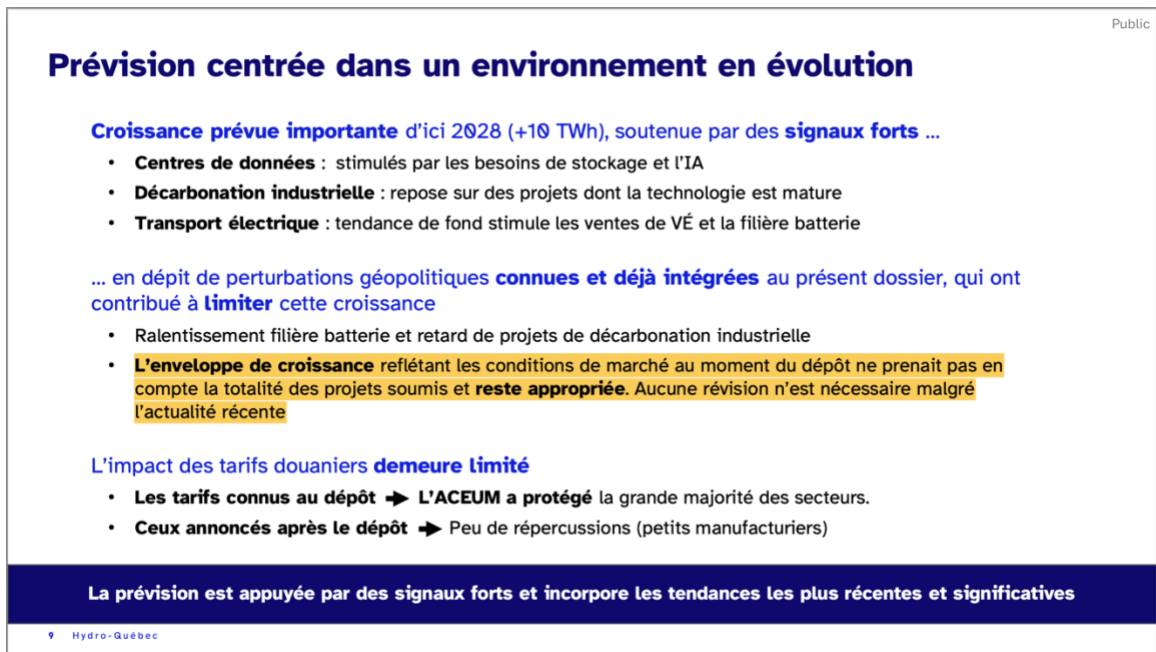 Public
Prévision centrée dans un environnement en évolution
Croissance prévue importante d’ici 2028 (+10 TWh), soutenue par des signaux forts ...
• Centres de données : stimulés par les besoins de stockage et l’IA
• Décarbonation industrielle : repose sur des projets dont la technologie est mature
• Transport électrique : tendance de fond stimule les ventes de VÉ et la filière batterie
... en dépit de perturbations géopolitiques connues et déjà intégrées au présent dossier, qui ont
contribué à limiter cette croissance
• Ralentissement filière batterie et retard de projets de décarbonation industrielle
• L’enveloppe de croissance reflétant les conditions de marché au moment du dépôt ne prenait pas en
compte la totalité des projets soumis et reste appropriée. Aucune révision n’est nécessaire malgré
l’actualité récente
L’impact des tarifs douaniers demeure limité
• Les tarifs connus au dépôt → L’ACEUM a protégé la grande majorité des secteurs.
• Ceux annoncés après le dépôt → Peu de répercussions (petits manufacturiers)
La prévision est appuyée par des signaux forts et incorpore les tendances les plus récentes et significatives
9 Hydro-Québec